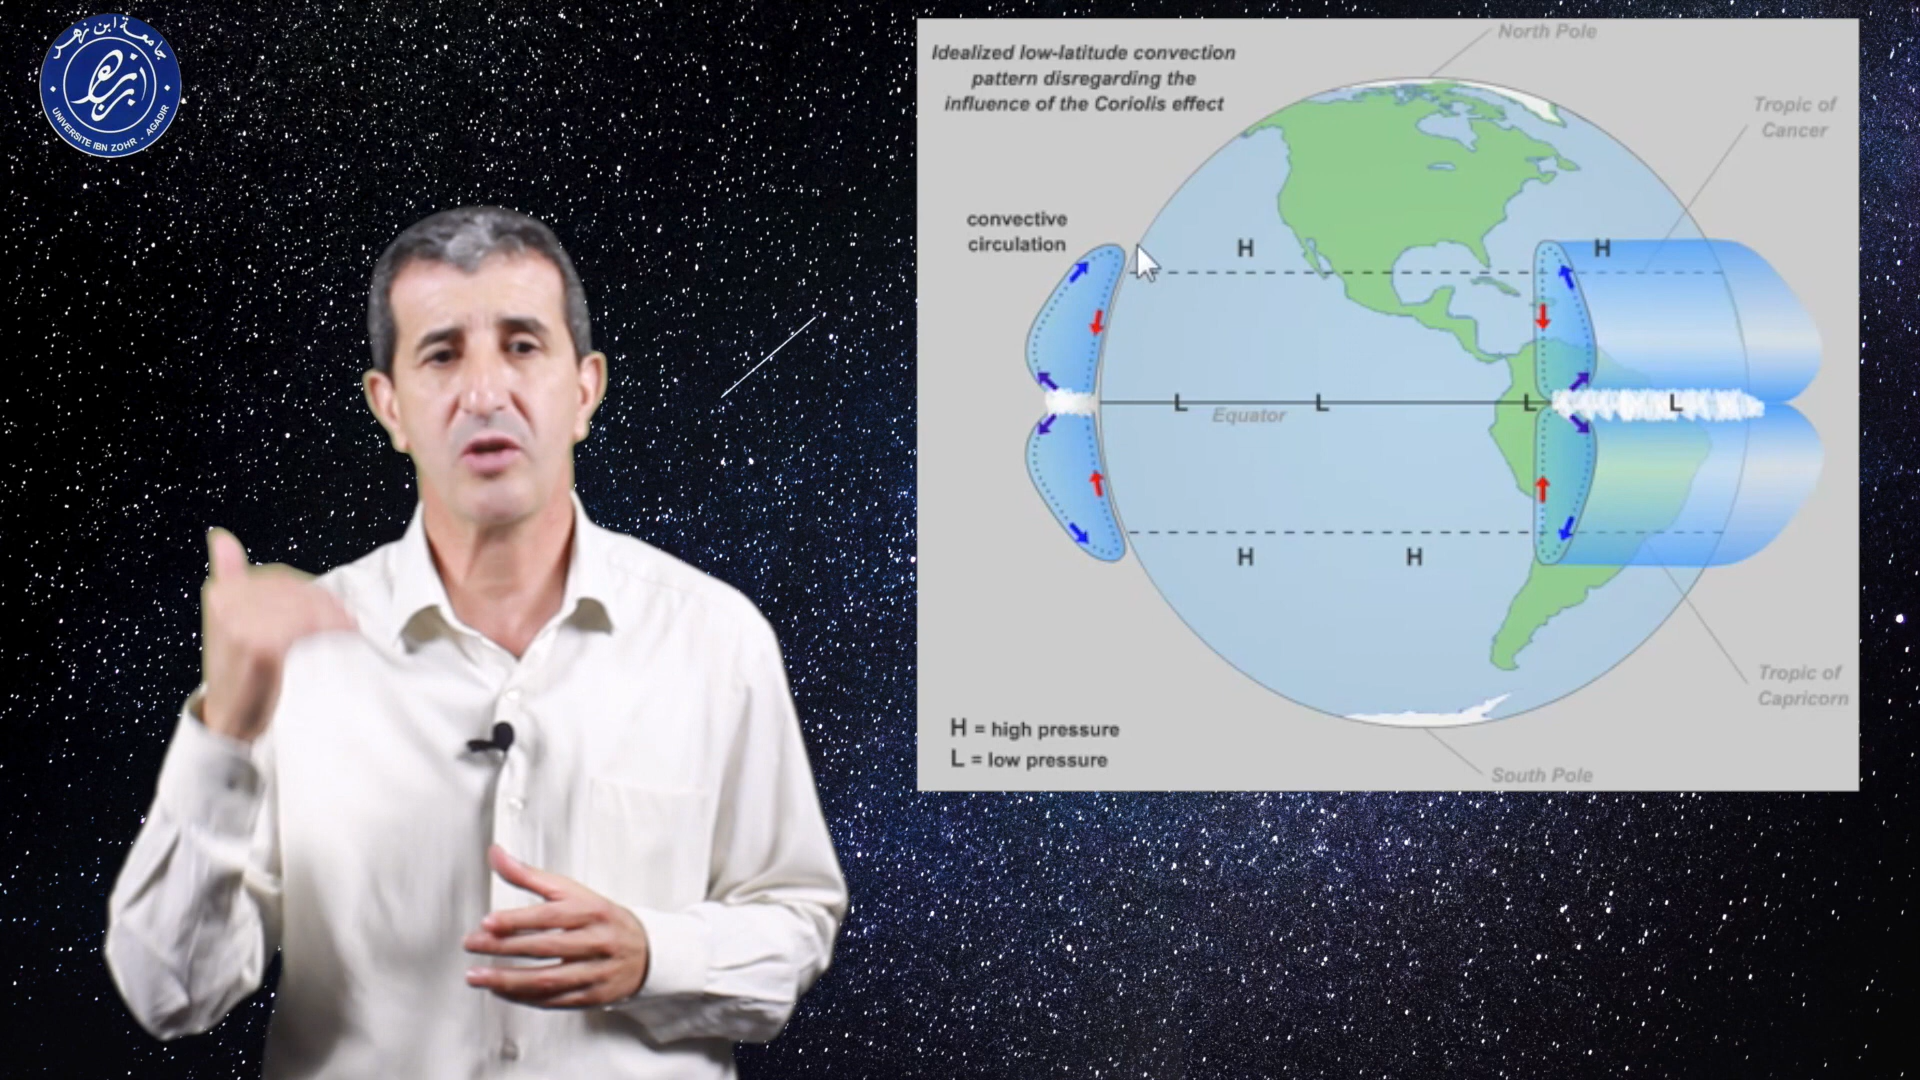 جامعة ابن زهر
UNIVERSITE IBN ZOHR - AGADIR
Idealized low-latitude convection
pattern disregarding the
influence of the Coriolis effect
North Pole
Tropic of
Cancer
convective
circulation
H
H
L
L
L
L
Equator
H
H
Tropic of
Capricorn
H = high pressure
L = low pressure
South Pole